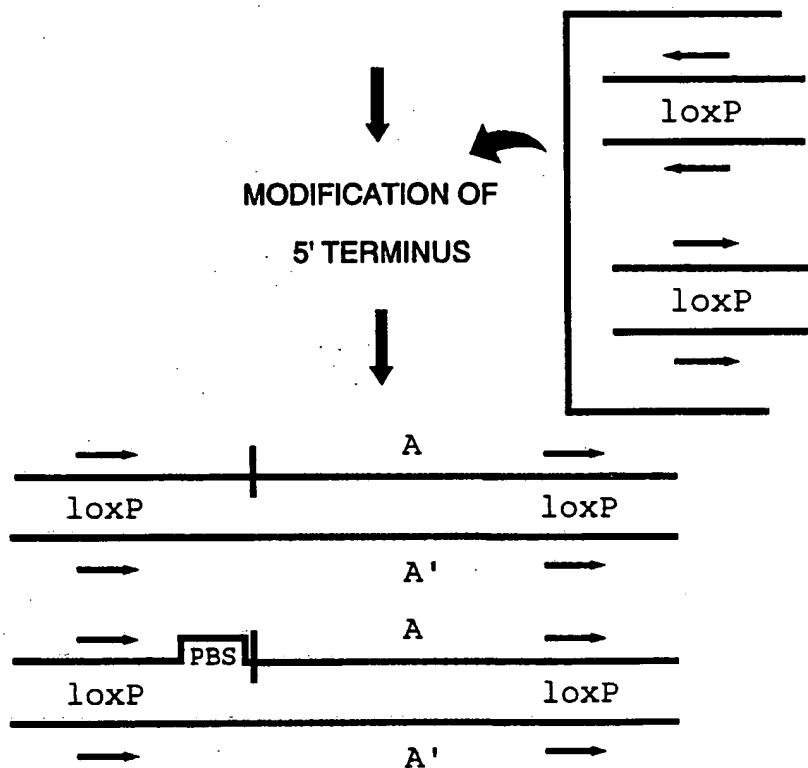 loxP
MODIFICATION OF
5' TERMINUS
loxP
A
loxP loxP
A'
A
PBS
loxP loxP
A'